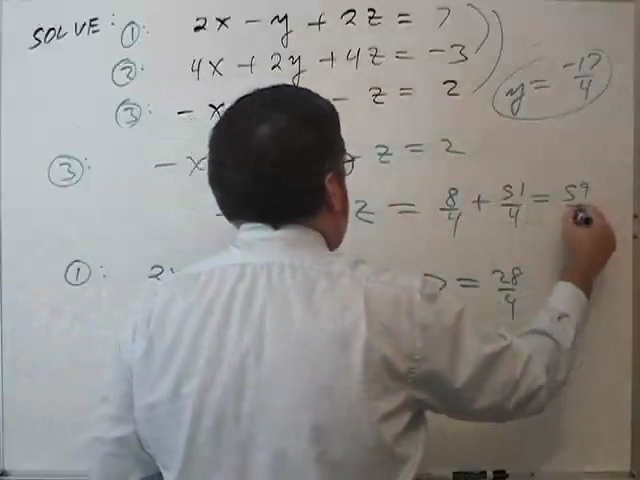 SOLVE: ①: 2x - y + 2z = 7
②: 4x + 2y + 4z = -3
③: -x - z = 2
y = -17/4
③: -x z = 2
z = 8/4 + 51/4 = 59
①: 2 = 28/4